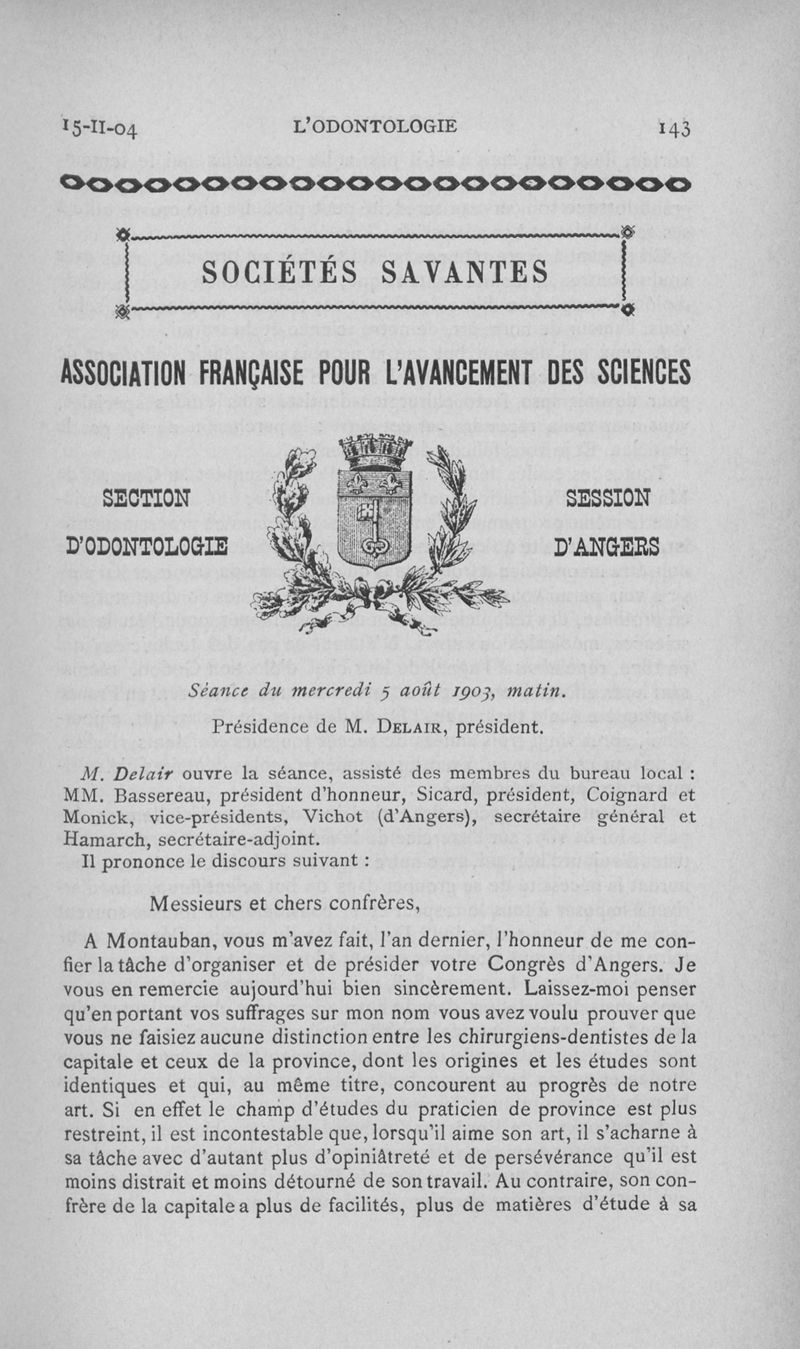 15-II-04
L'ODONTOLOGIE
143
SOCIÉTÉS SAVANTES
ASSOCIATION FRANÇAISE POUR L'AVANCEMENT DES SCIENCES
SECTION
D'ODONTOLOGIE
SESSION
D'ANGERS
Séance du mercredi 5 août 1903, matin.
Présidence de M. DELAIR, président.
M. Delair ouvre la séance, assisté des membres du bureau local :
MM. Bassereau, président d'honneur, Sicard, président, Coignard et
Monick, vice-présidents, Vichot (d'Angers), secrétaire général et
Hamarch, secrétaire-adjoint.
Il prononce le discours suivant :
Messieurs et chers confrères,
A Montauban, vous m'avez fait, l'an dernier, l'honneur de me con-
fier la tâche d'organiser et de présider votre Congrès d'Angers. Je
vous en remercie aujourd'hui bien sincèrement. Laissez-moi penser
qu'en portant vos suffrages sur mon nom vous avez voulu prouver que
vous ne faisiez aucune distinction entre les chirurgiens-dentistes de la
capitale et ceux de la province, dont les origines et les études sont
identiques et qui, au même titre, concourent au progrès de notre
art. Si en effet le champ d'études du praticien de province est plus
restreint, il est incontestable que, lorsqu'il aime son art, il s'acharne à
sa tâche avec d'autant plus d'opiniâtreté et de persévérance qu'il est
moins distrait et moins détourné de son travail. Au contraire, son con-
frère de la capitale a plus de facilités, plus de matières d'étude à sa